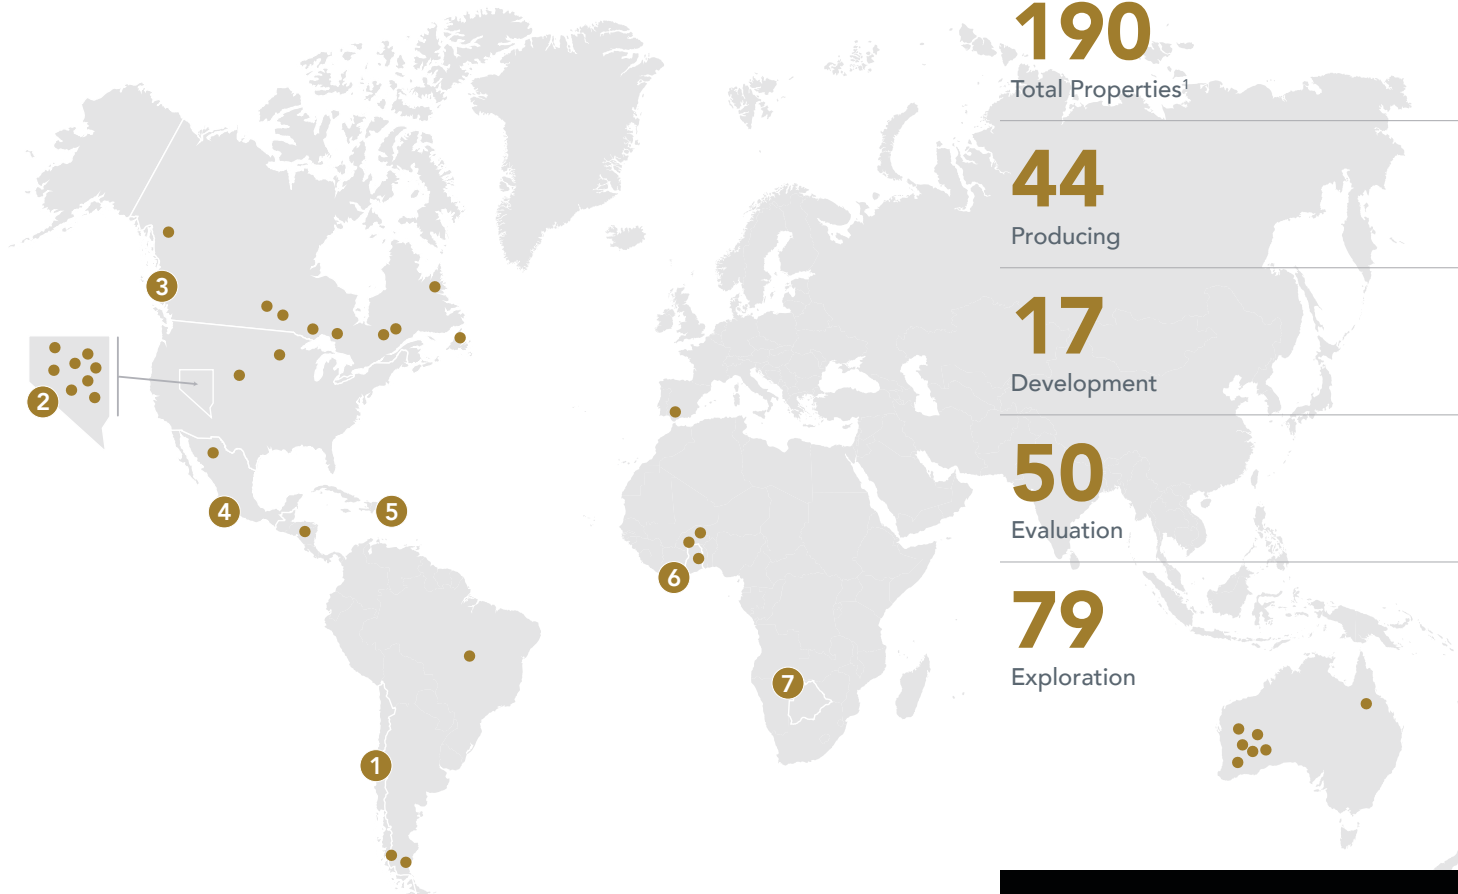 190
Total Properties¹
44
Producing
17
Development
50
Evaluation
79
Exploration
3
2
4
5
6
7
1